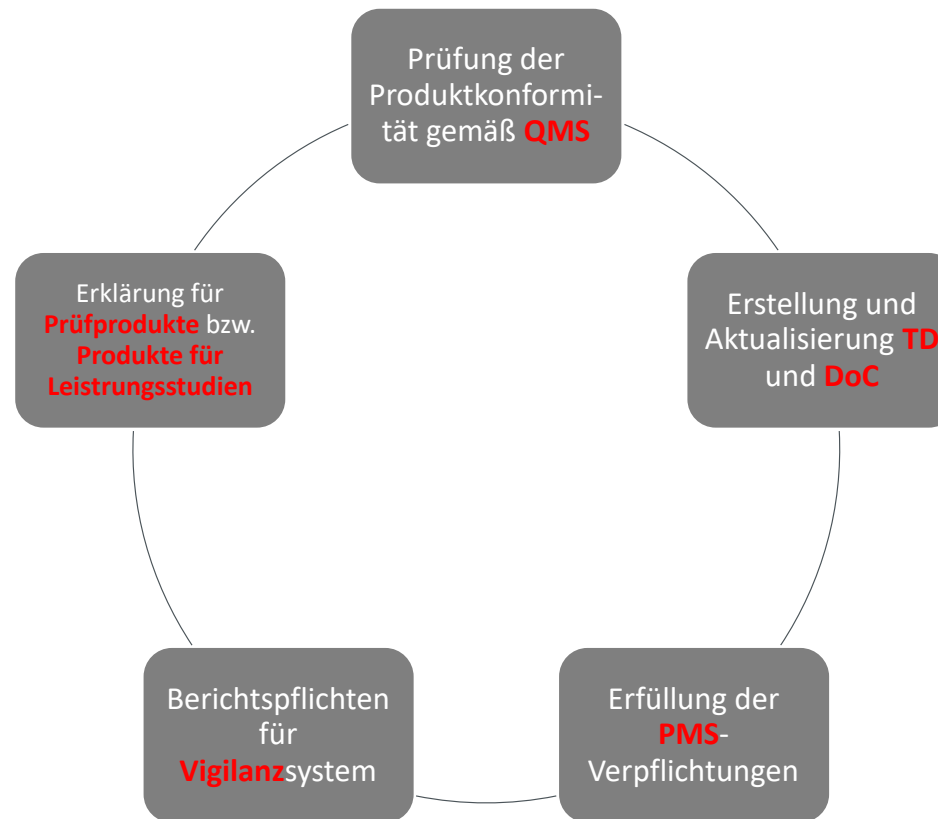 Prüfung der
Produktkonformi-
tät gemäß QMS
Erklärung für
Prüfprodukte bzw.
Produkte für
Leistrungsstudien
Erstellung und
Aktualisierung TD
und DoC
Berichtspflichten
für
Vigilanzsystem
Erfüllung der
PMS-
Verpflichtungen